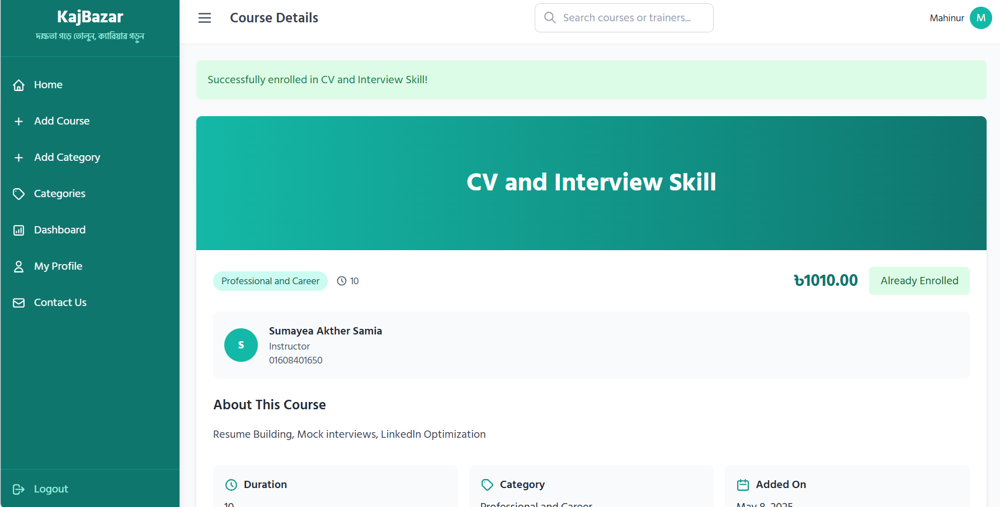 KajBazar
দক্ষতা গড়ে তোলুন, ক্যারিয়ার গড়ুন
Home
Add Course
Add Category
Categories
Dashboard
My Profile
Contact Us
Logout
Course Details
Search courses or trainers...
Mahinur
M
Successfully enrolled in CV and Interview Skill!
CV and Interview Skill
Professional and Career
10
৳1010.00
Already Enrolled
S
Sumayea Akther Samia
Instructor
01608401650
About This Course
Resume Building, Mock interviews, LinkedIn Optimization
Duration
10
Category
Professional and Career
Added On
May 8, 2025